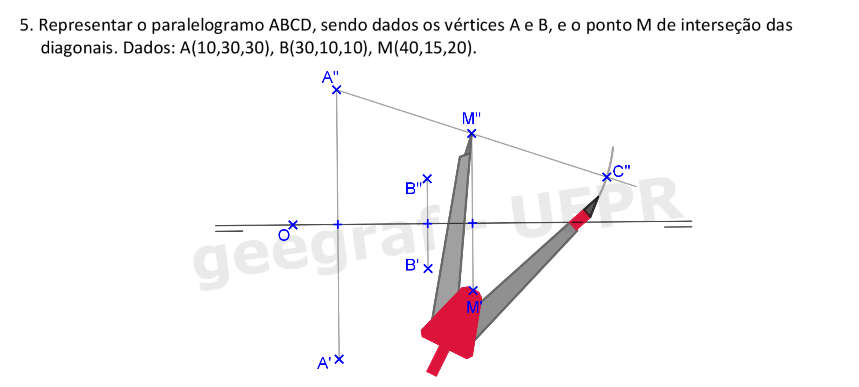 5. Representar o paralelogramo ABCD, sendo dados os vértices A e B, e o ponto M de interseção das
diagonais. Dados: A(10,30,30), B(30,10,10), M(40,15,20).
A"
M"
C"
B"
O
geegraf - UFPR
B'
M'
A'